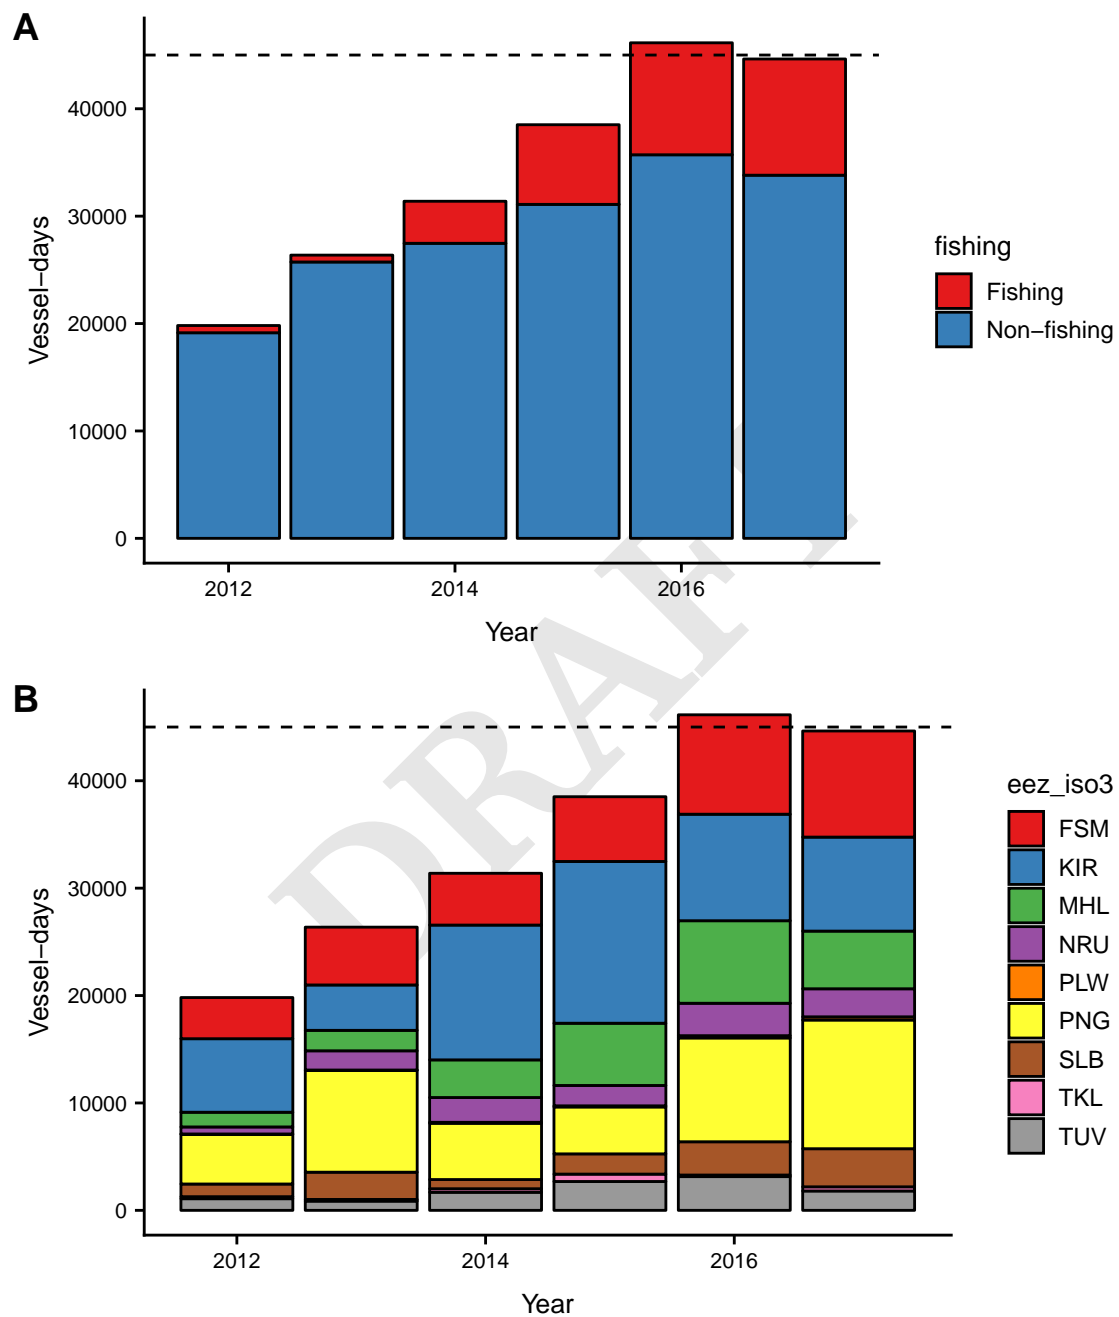 A
40000
30000
20000
10000
0
Vessel−days
2012
2014
2016
Year
fishing
Fishing
Non−fishing
DRAFT
B
40000
30000
20000
10000
0
Vessel−days
2012
2014
2016
Year
eez_iso3
FSM
KIR
MHL
NRU
PLW
PNG
SLB
TKL
TUV